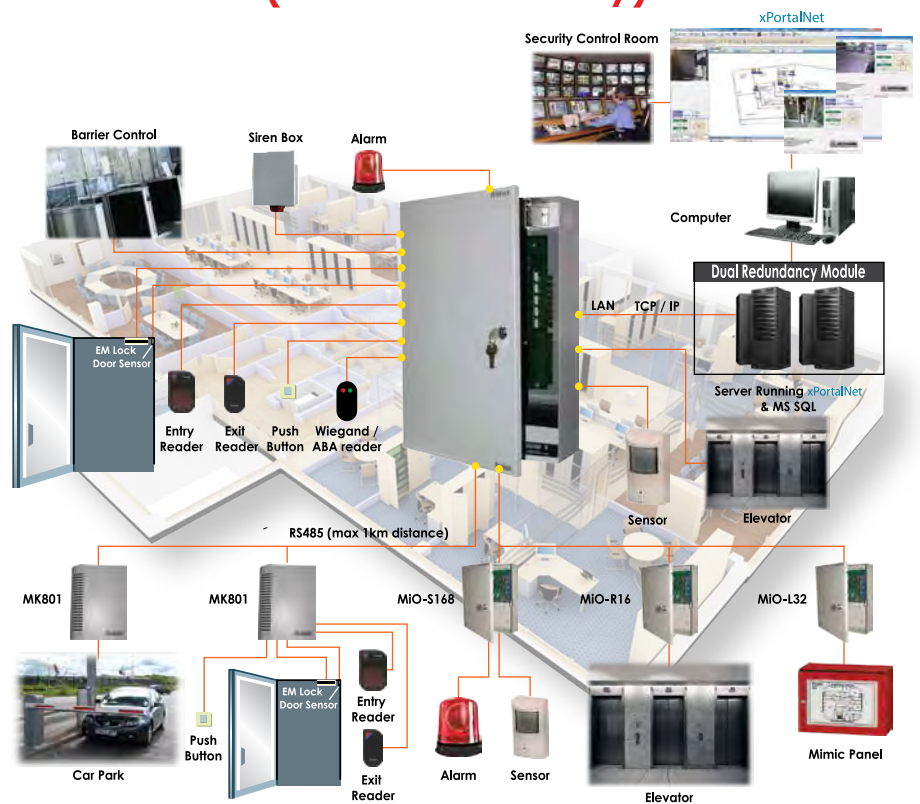 xPortalNet
Security Control Room
Barrier Control
Siren Box
Alarm
Computer
Dual Redundancy Module
LAN
TCP / IP
EM Lock
Door Sensor
Server Running xPortalNet
& MS SQL
Entry
Reader
Exit
Reader
Push
Button
Wiegand /
ABA reader
Sensor
Elevator
RS485 (max 1km distance)
MK801
MK801
MiO-S168
MiO-R16
MiO-L32
EM Lock
Door Sensor
Entry
Reader
Push
Button
Car Park
Exit
Reader
Alarm
Sensor
Elevator
Mimic Panel